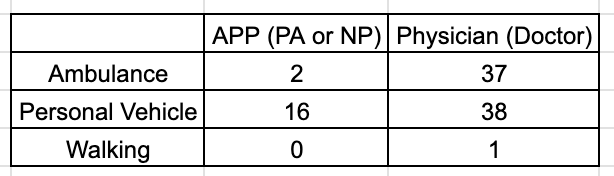 APP (PA or NP) Physician (Doctor)
Ambulance 2 37
Personal Vehicle 16 38
Walking 0 1